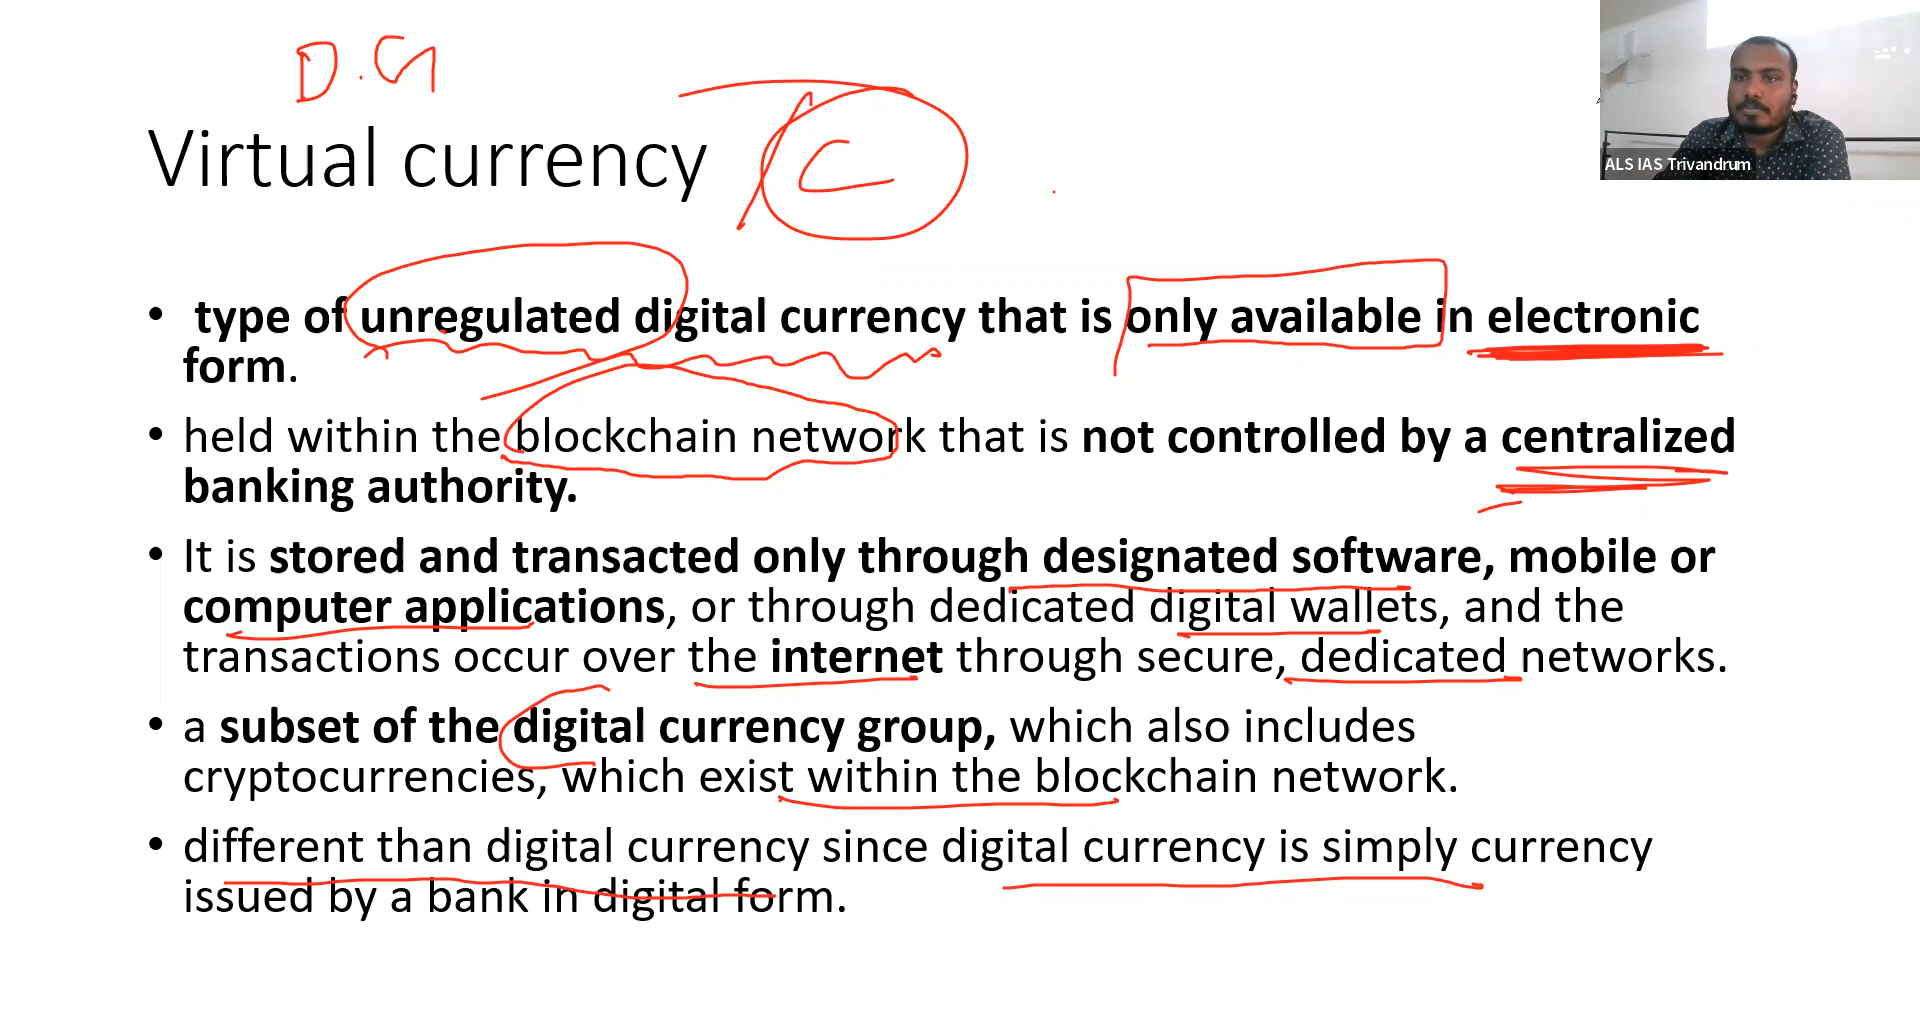 D.G
Virtual currency
C
ALS IAS Trivandrum
• type of unregulated digital currency that is only available in electronic
form.
• held within the blockchain network that is not controlled by a centralized
banking authority.
• It is stored and transacted only through designated software, mobile or
computer applications, or through dedicated digital wallets, and the
transactions occur over the internet through secure, dedicated networks.
• a subset of the digital currency group, which also includes
cryptocurrencies, which exist within the blockchain network.
• different than digital currency since digital currency is simply currency
issued by a bank in digital form.